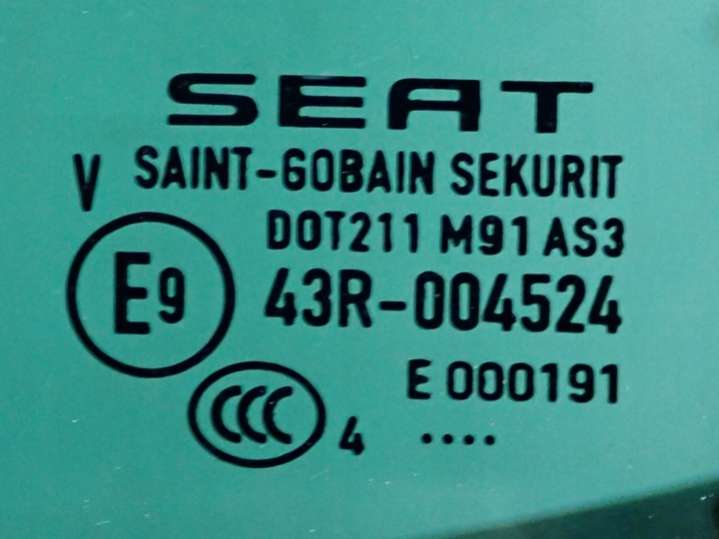 SEAT
V SAINT-GOBAIN SEKURIT
DOT211 M91 AS3
E9 43R-004524
E 000191
CCC 4 ....